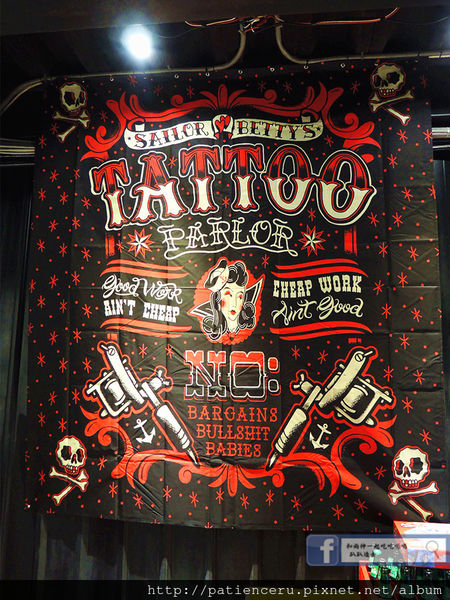 SAILOR BETTY'S
TATTOO
PARLOR
Good Work
AIN'T CHEAP
CHEAP WORK
Ain't Good
NO:
BARGAINS
BULLSHIT
BABIES
http://patienceru.pixnet.net/album